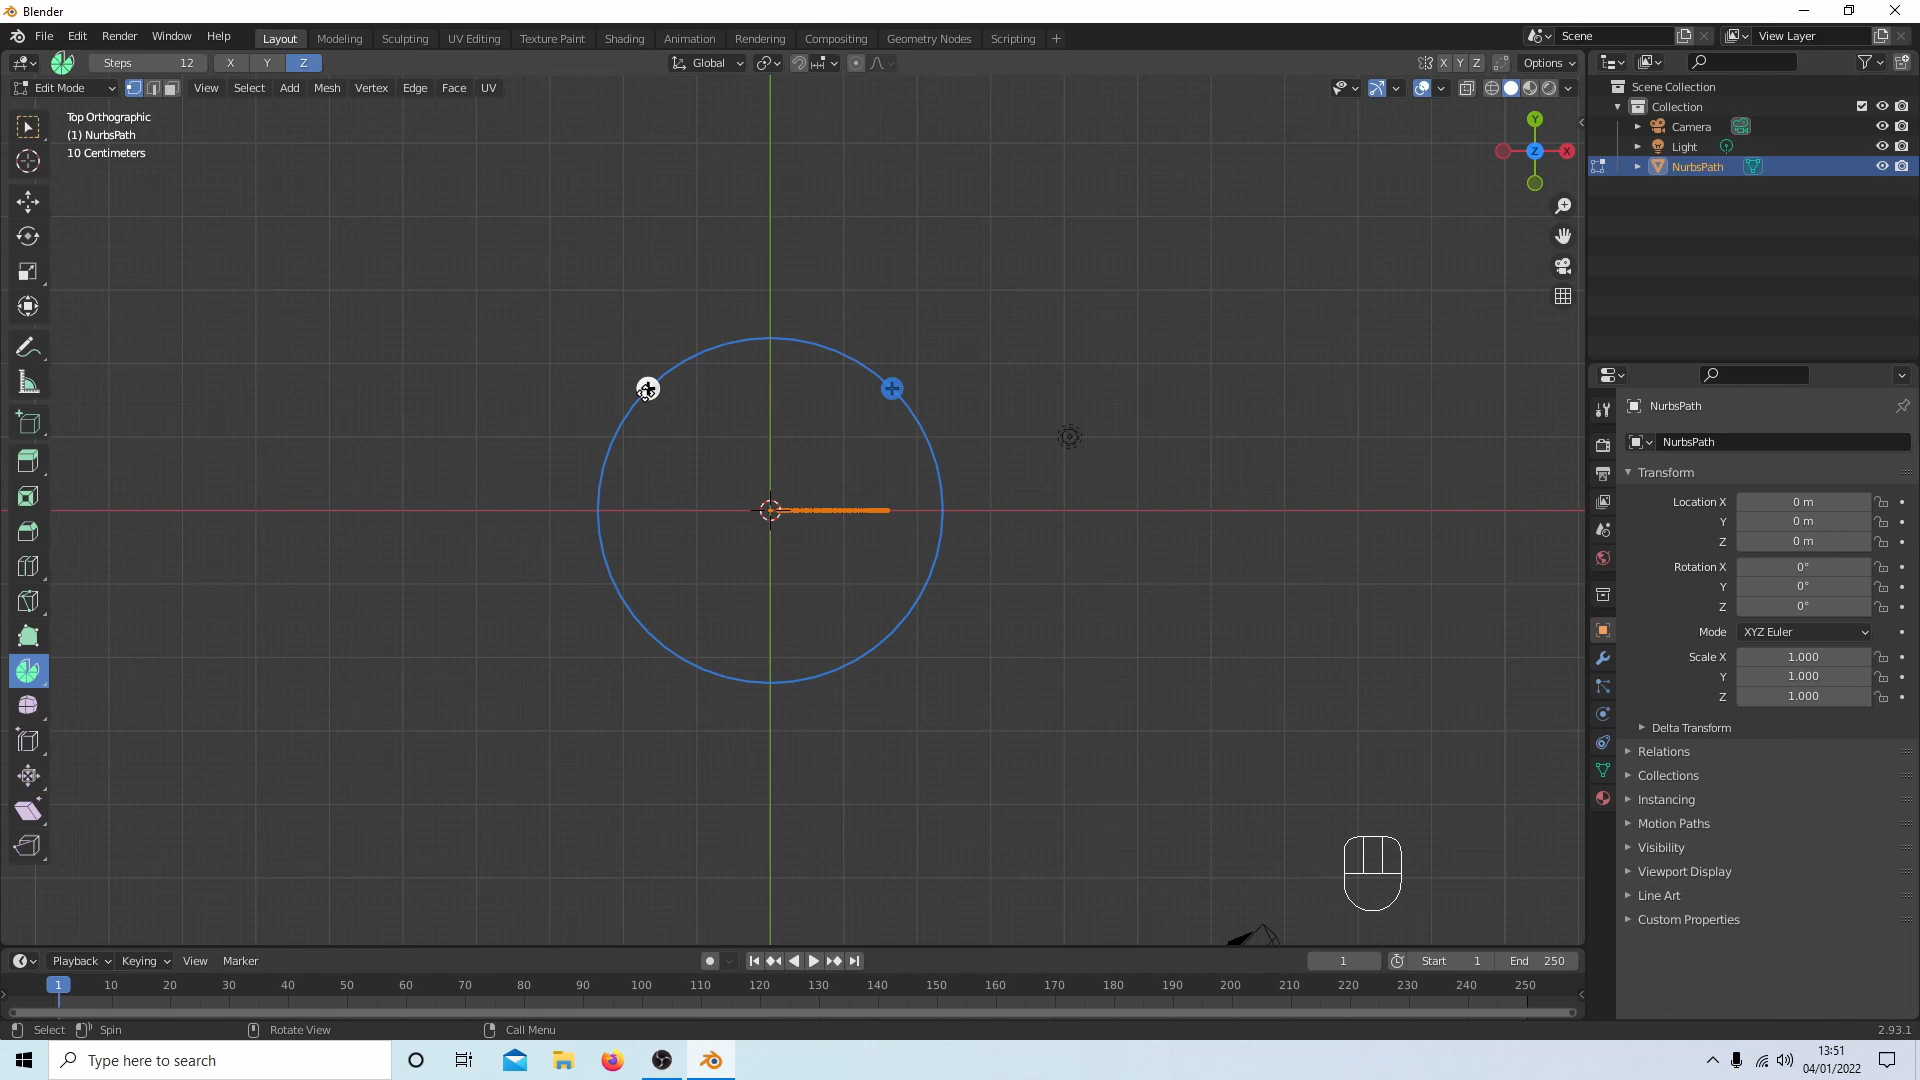 Blender
File Edit Render Window Help Layout Modeling Sculpting UV Editing Texture Paint Shading Animation Rendering Compositing Geometry Nodes Scripting + Scene View Layer
Steps 12 X Y Z Global X Y Z Options
Edit Mode View Select Add Mesh Vertex Edge Face UV
Top Orthographic
(1) NurbsPath
10 Centimeters
Y
Z
X
Scene Collection
Collection
Camera
Light
NurbsPath
NurbsPath
NurbsPath
Transform
Location X 0 m
Y 0 m
Z 0 m
Rotation X 0°
Y 0°
Z 0°
Mode XYZ Euler
Scale X 1.000
Y 1.000
Z 1.000
Delta Transform
Relations
Collections
Instancing
Motion Paths
Visibility
Viewport Display
Line Art
Custom Properties
Playback Keying View Marker 1 Start 1 End 250
1 10 20 30 40 50 60 70 80 90 100 110 120 130 140 150 160 170 180 190 200 210 220 230 240 250
Select Spin Rotate View Call Menu 2.93.1
Type here to search
13:51
04/01/2022